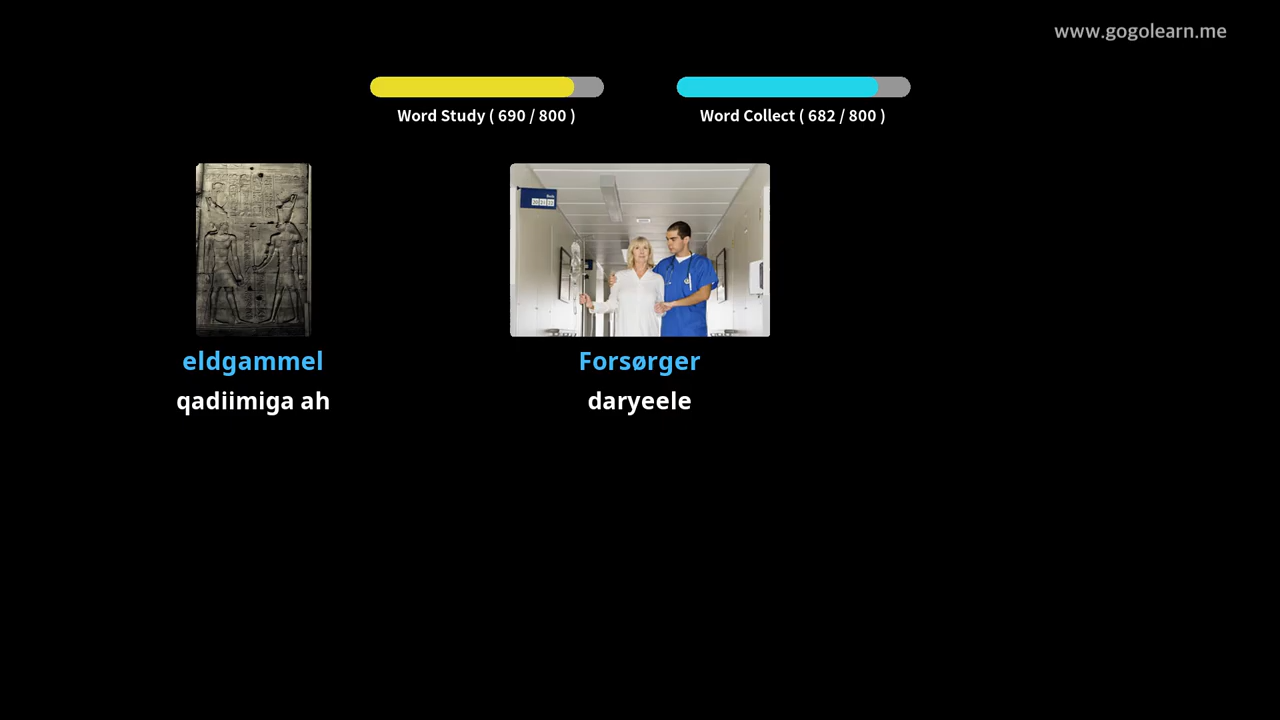 www.gogolearn.me
Word Study ( 690 / 800 )
Word Collect ( 682 / 800 )
eldgammel
Forsørger
qadiimiga ah
daryeele